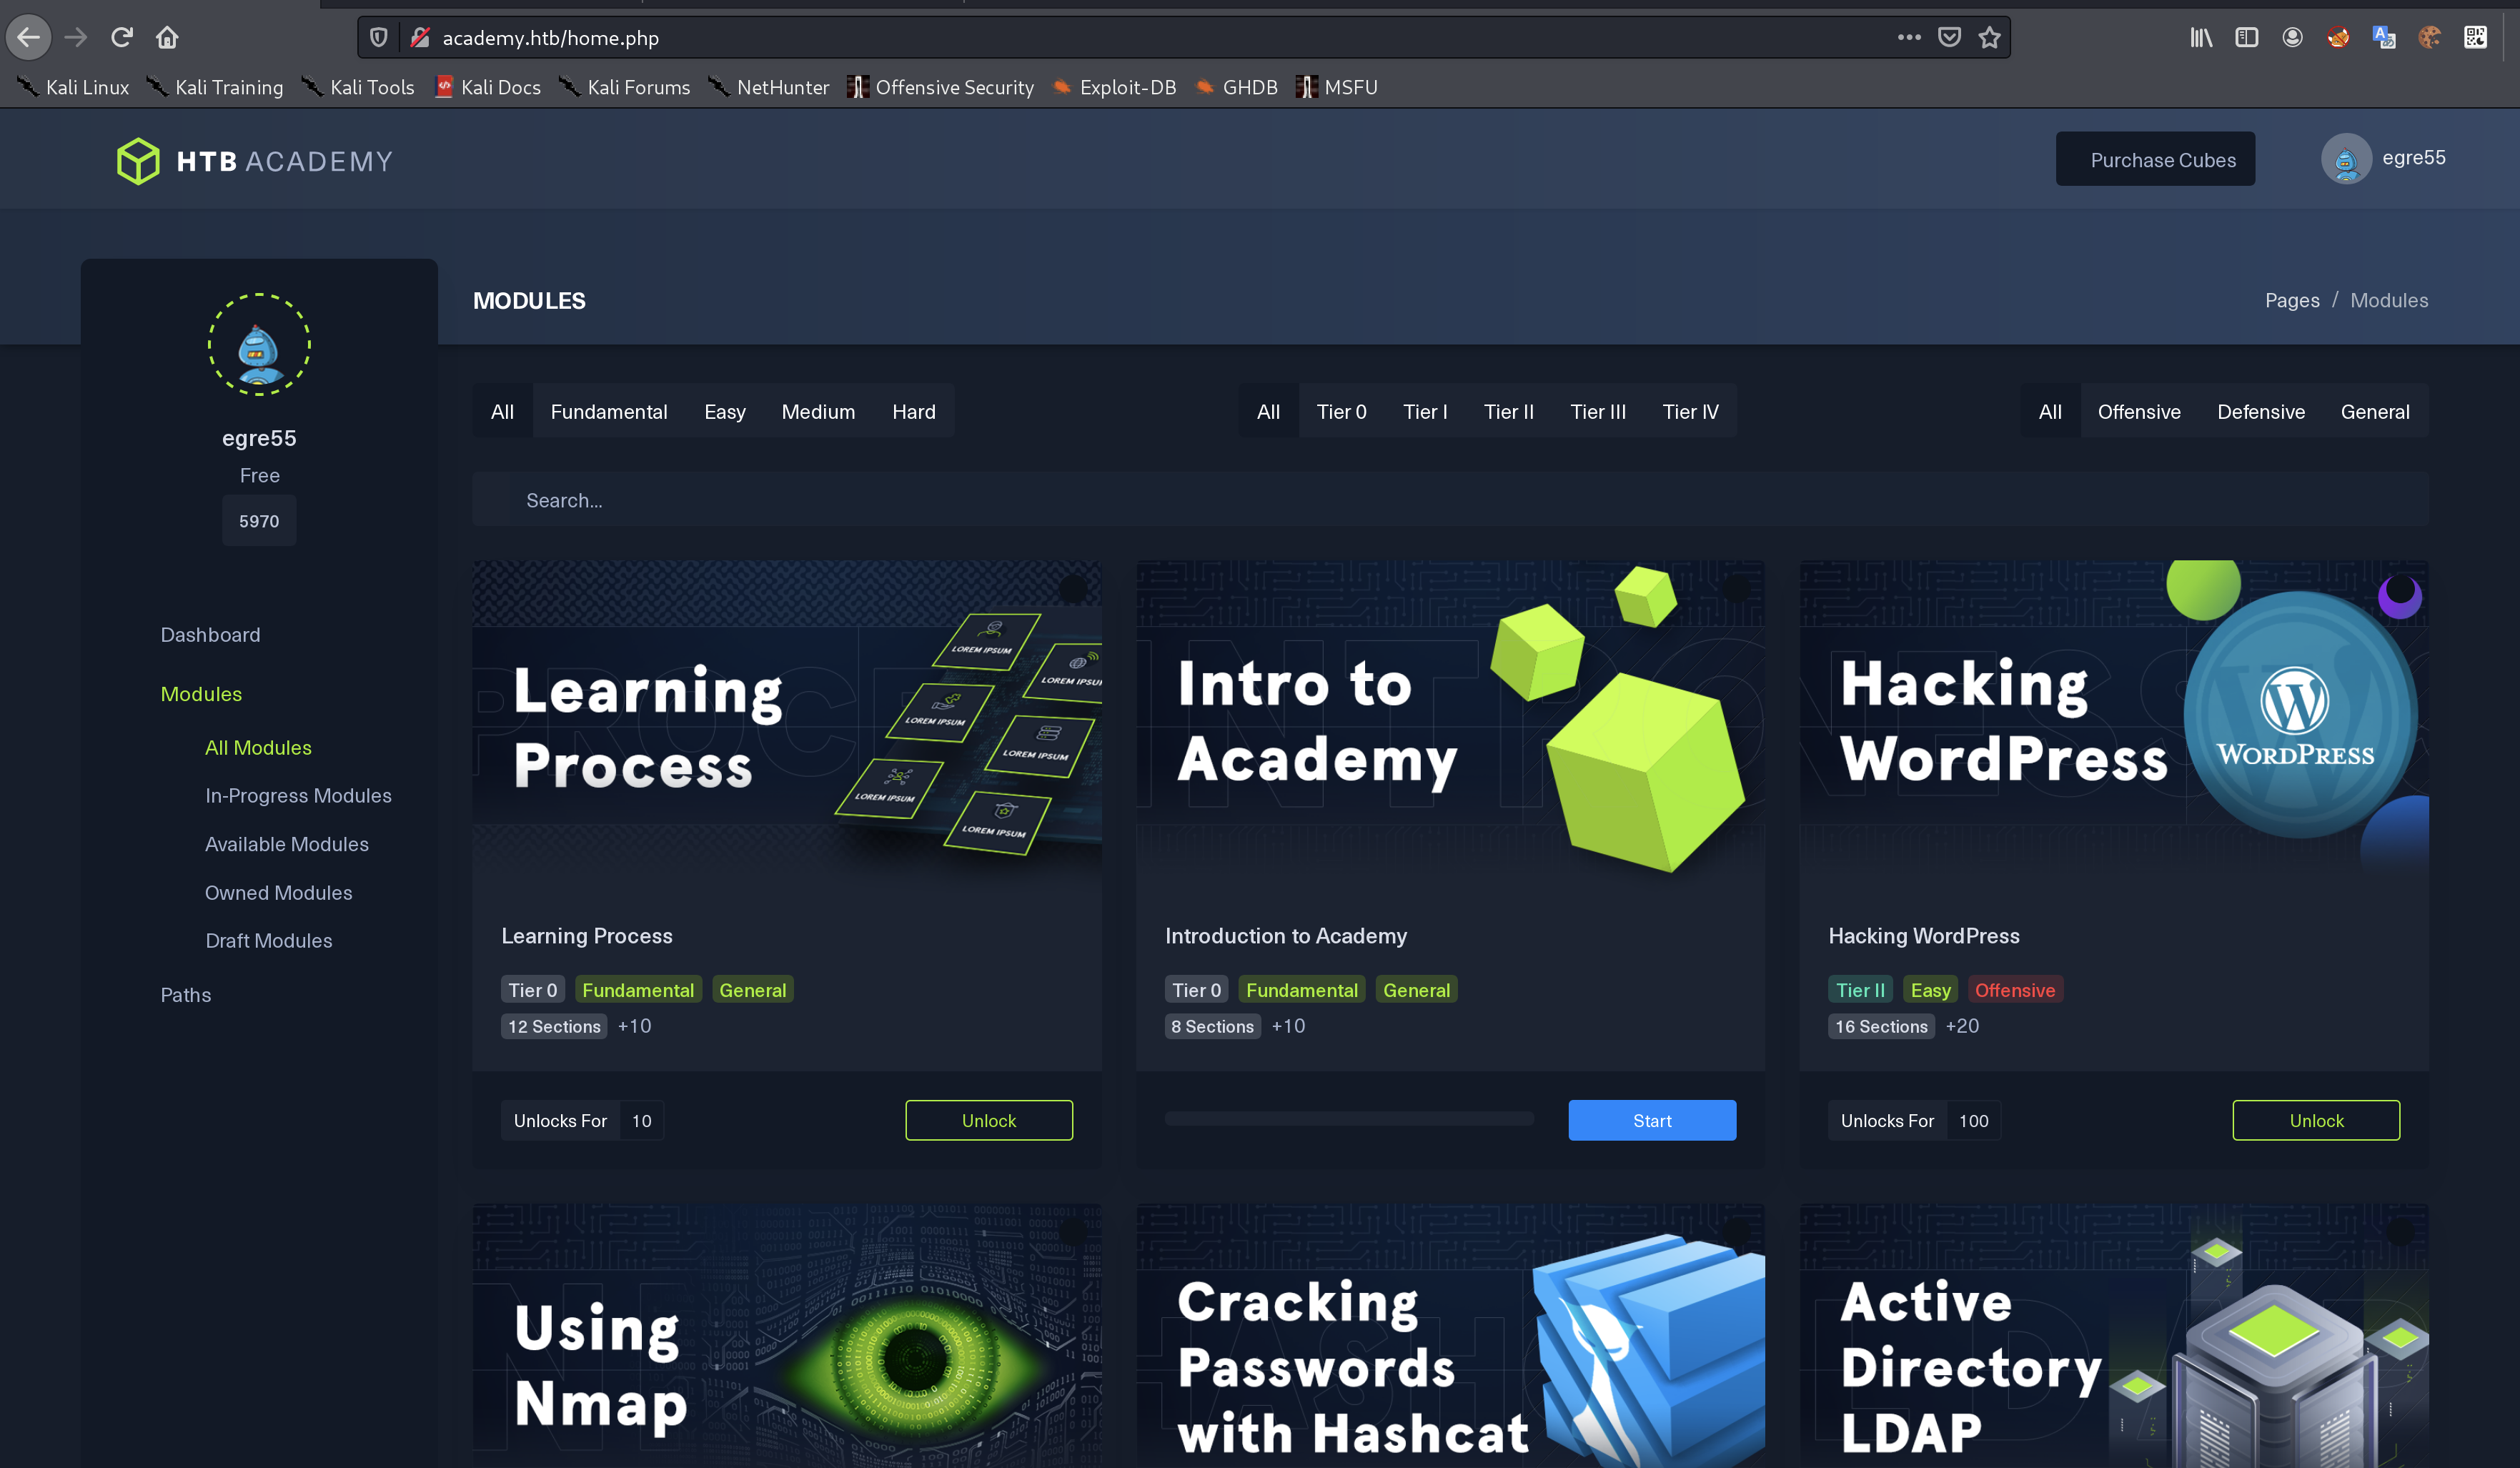 academy.htb/home.php
Kali Linux Kali Training Kali Tools Kali Docs Kali Forums NetHunter Offensive Security Exploit-DB GHDB MSFU
HTB ACADEMY
Purchase Cubes
egre55
MODULES
Pages / Modules
egre55
Free
5970
Dashboard
Modules
All Modules
In-Progress Modules
Available Modules
Owned Modules
Draft Modules
Paths
All Fundamental Easy Medium Hard
All Tier 0 Tier I Tier II Tier III Tier IV
All Offensive Defensive General
Search...
Learning
Process
LOREM IPSUM
LOREM IPSUM
LOREM IPSUM
LOREM IPSUM
LOREM IPSUM
LOREM IPSUM
Learning Process
Tier 0 Fundamental General
12 Sections +10
Unlocks For 10
Unlock
Intro to
Academy
Introduction to Academy
Tier 0 Fundamental General
8 Sections +10
Start
Hacking
WordPress
WORDPRESS
Hacking WordPress
Tier II Easy Offensive
16 Sections +20
Unlocks For 100
Unlock
Using
Nmap
Cracking
Passwords
with Hashcat
Active
Directory
LDAP